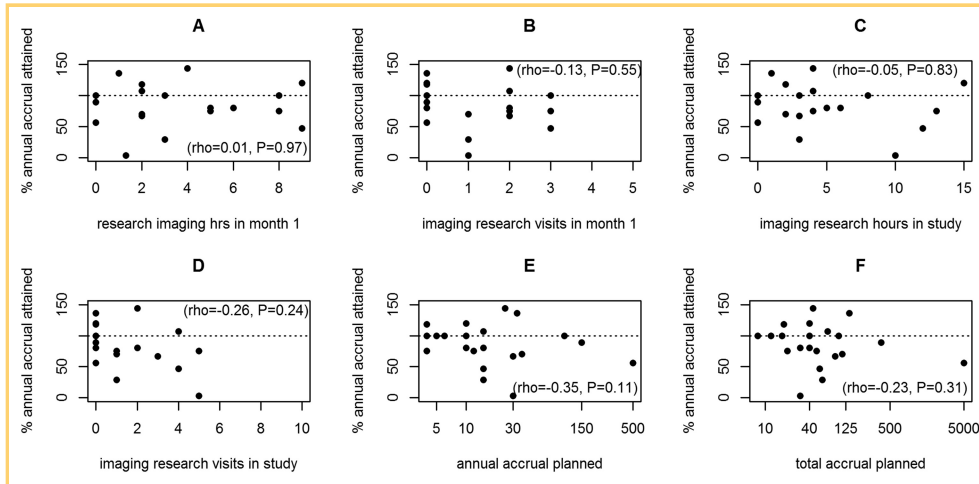 A
% annual accrual attained
150
50
0
(rho=0.01, P=0.97)
0 2 4 6 8
research imaging hrs in month 1
B
% annual accrual attained
150
50
0
(rho=-0.13, P=0.55)
0 1 2 3 4 5
imaging research visits in month 1
C
% annual accrual attained
150
50
0
(rho=-0.05, P=0.83)
0 5 10 15
imaging research hours in study
D
% annual accrual attained
150
50
0
(rho=-0.26, P=0.24)
0 2 4 6 8 10
imaging research visits in study
E
% annual accrual attained
150
50
0
(rho=-0.35, P=0.11)
5 10 30 150 500
annual accrual planned
F
% annual accrual attained
150
50
0
(rho=-0.23, P=0.31)
10 40 125 500 5000
total accrual planned